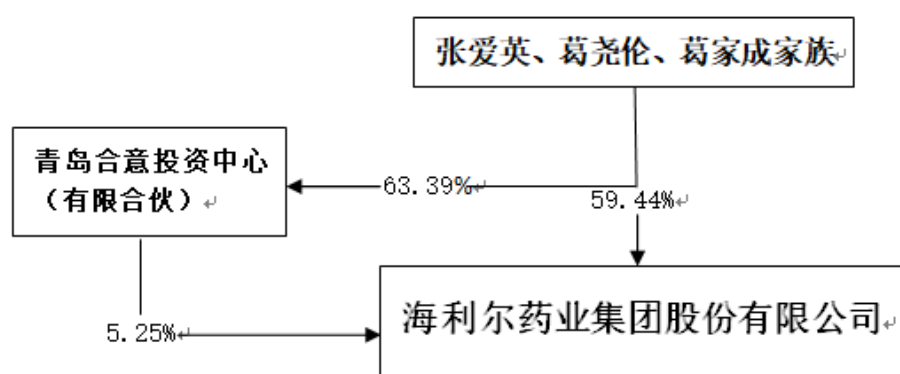 张爱英、葛尧伦、葛家成家族
青岛合意投资中心
（有限合伙）
63.39%
59.44%
5.25%
海利尔药业集团股份有限公司